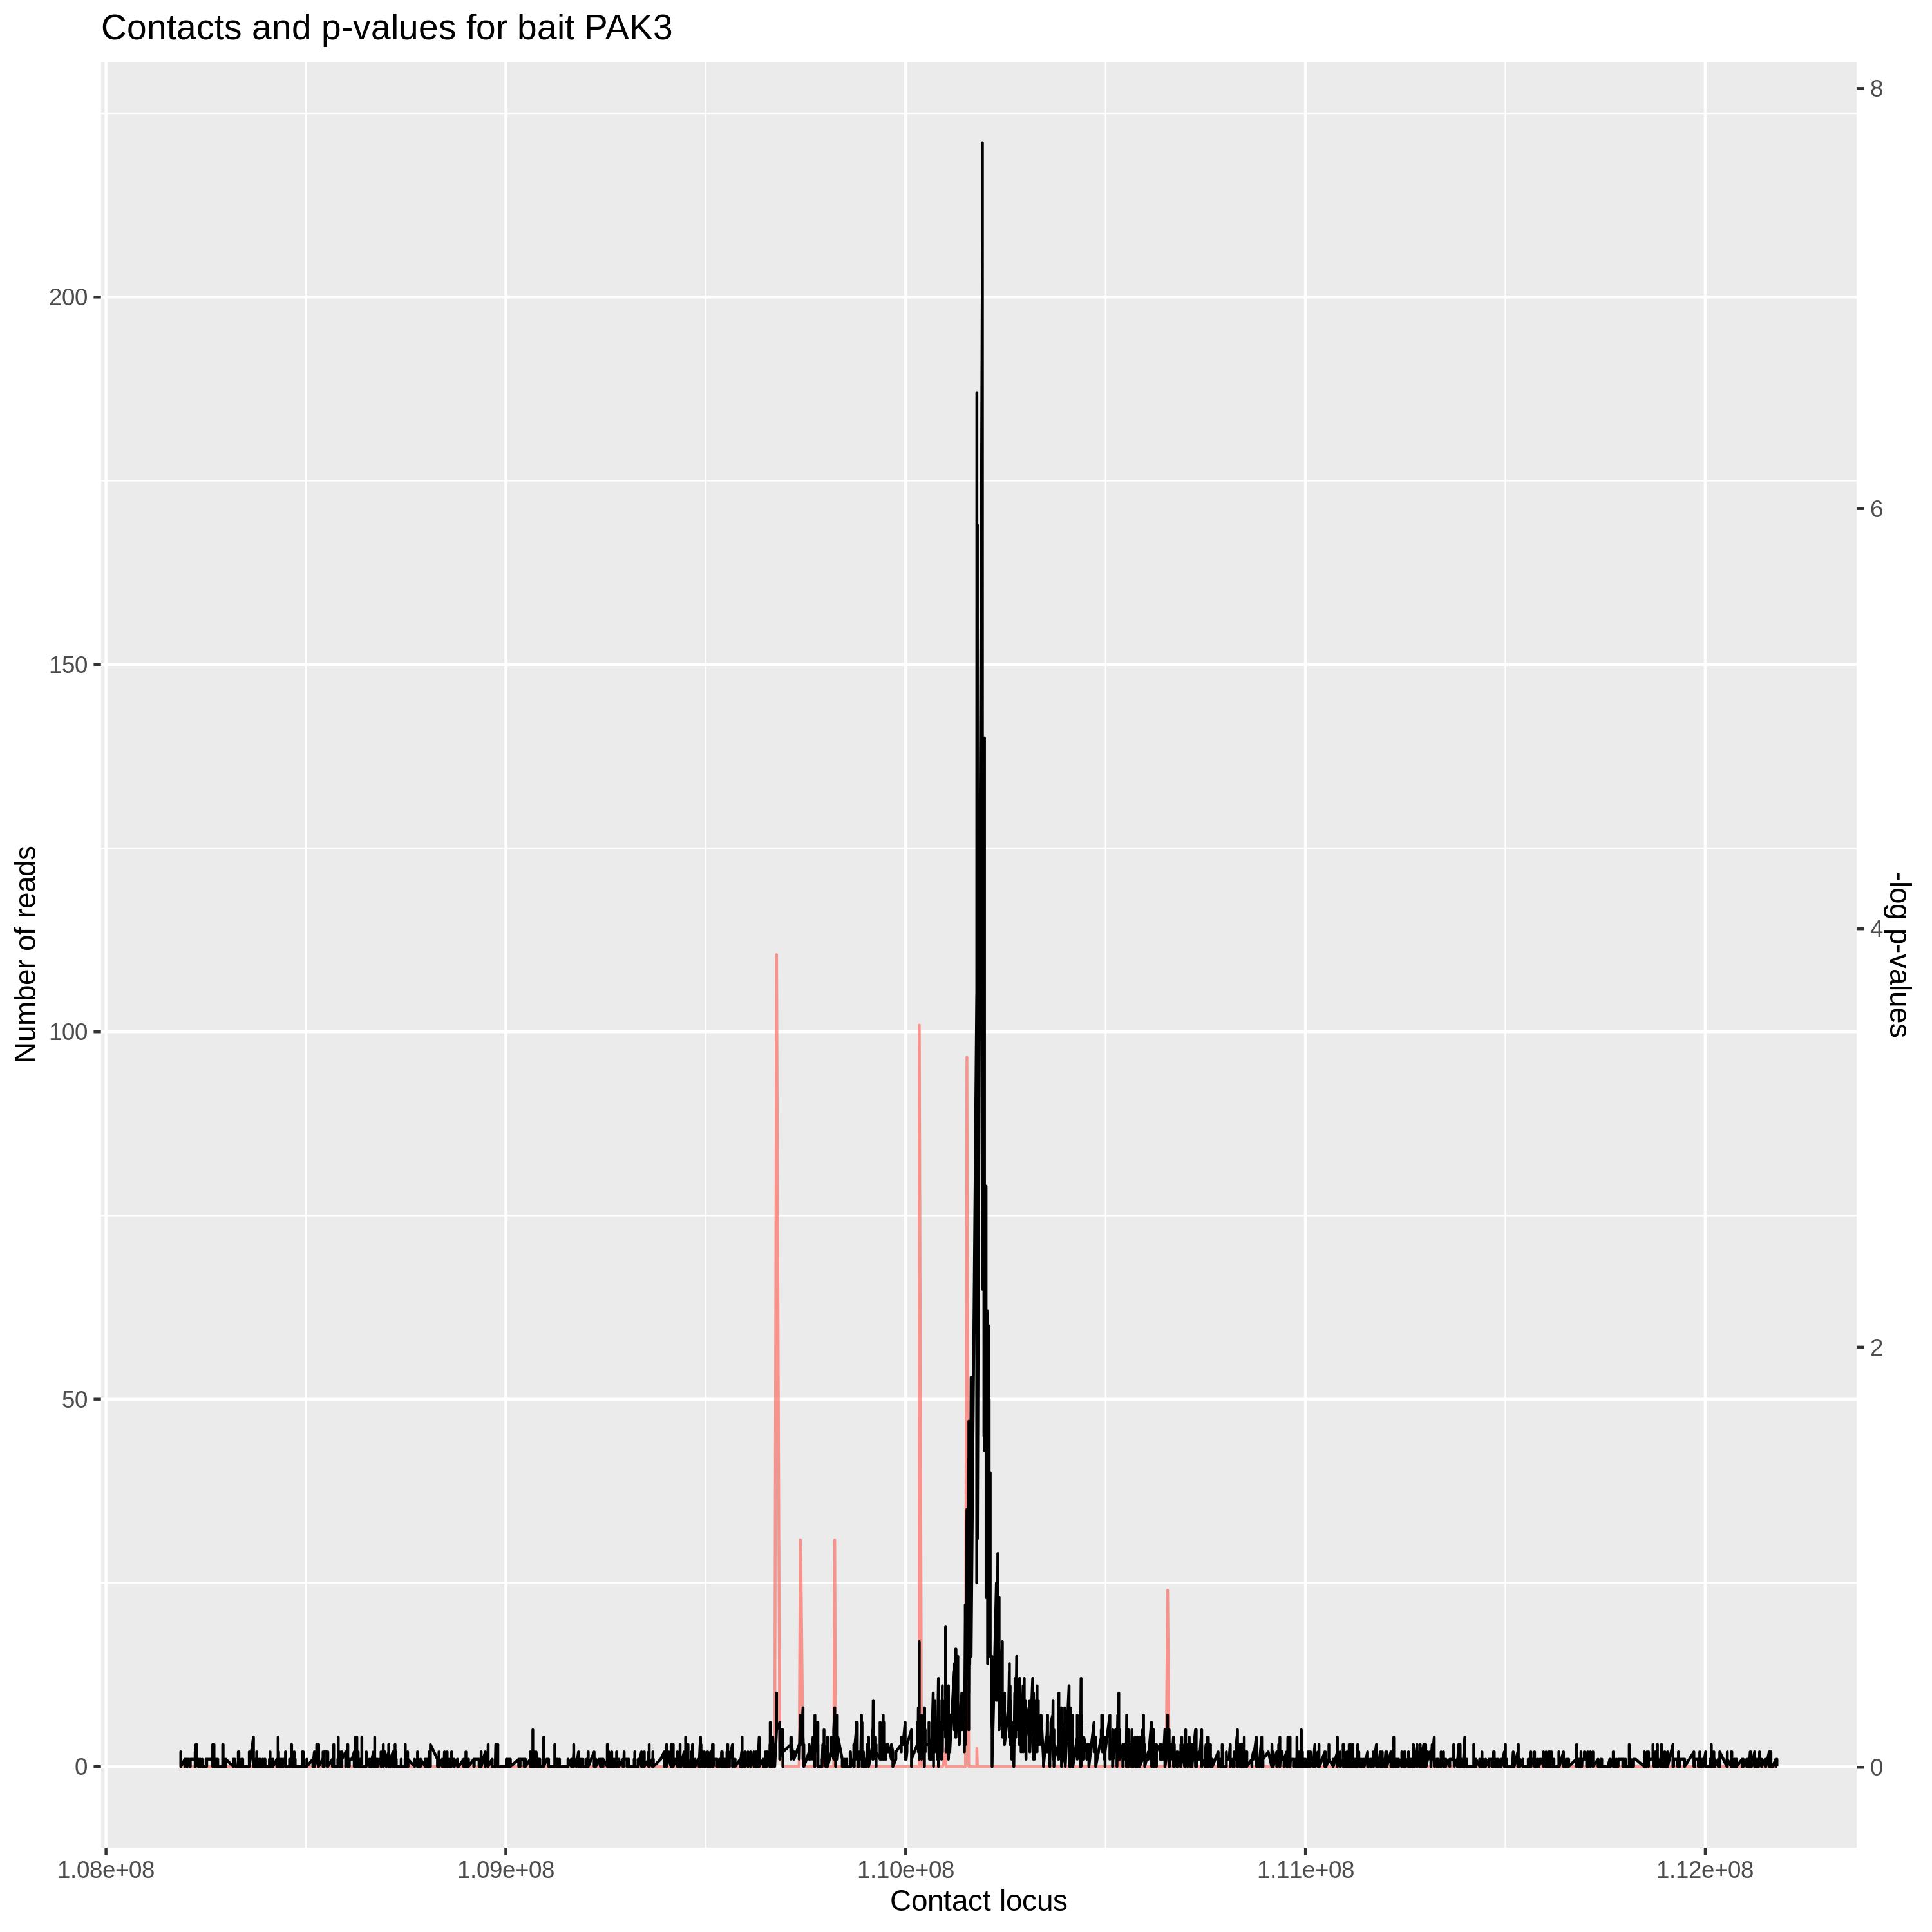 Contacts and p-values for bait PAK3
Number of reads
200
150
100
50
0
8
6
4
2
0
-log p-values
1.08e+08
1.09e+08
1.10e+08
1.11e+08
1.12e+08
Contact locus